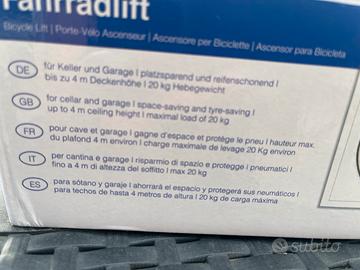 Fahrradlift
Bicycle Lift | Porte-Vélo Ascenseur | Ascensore per Biciclette | Ascensor para Bicicleta
DE
für Keller und Garage | platzsparend und reifenschonend |
bis zu 4 m Deckenhöhe | 20 kg Hebegewicht
GB
for cellar and garage | space-saving and tyre-saving |
up to 4 m ceiling height | maximal load of 20 kg
FR
pour cave et garage | gagne d'espace et protège le pneu | hauteur max.
du plafond 4 m environ | charge maximale de levage 20 Kg environ
IT
per cantina e garage | risparmio di spazio e protegge i pneumatici |
fino a 4 m di altezza del soffitto | max 20 kg
ES
para sótano y garaje | ahorrará el espacio y protegerá sus neumáticos |
para techos de hasta 4 metros de altura | 20 kg de carga máxima
subito